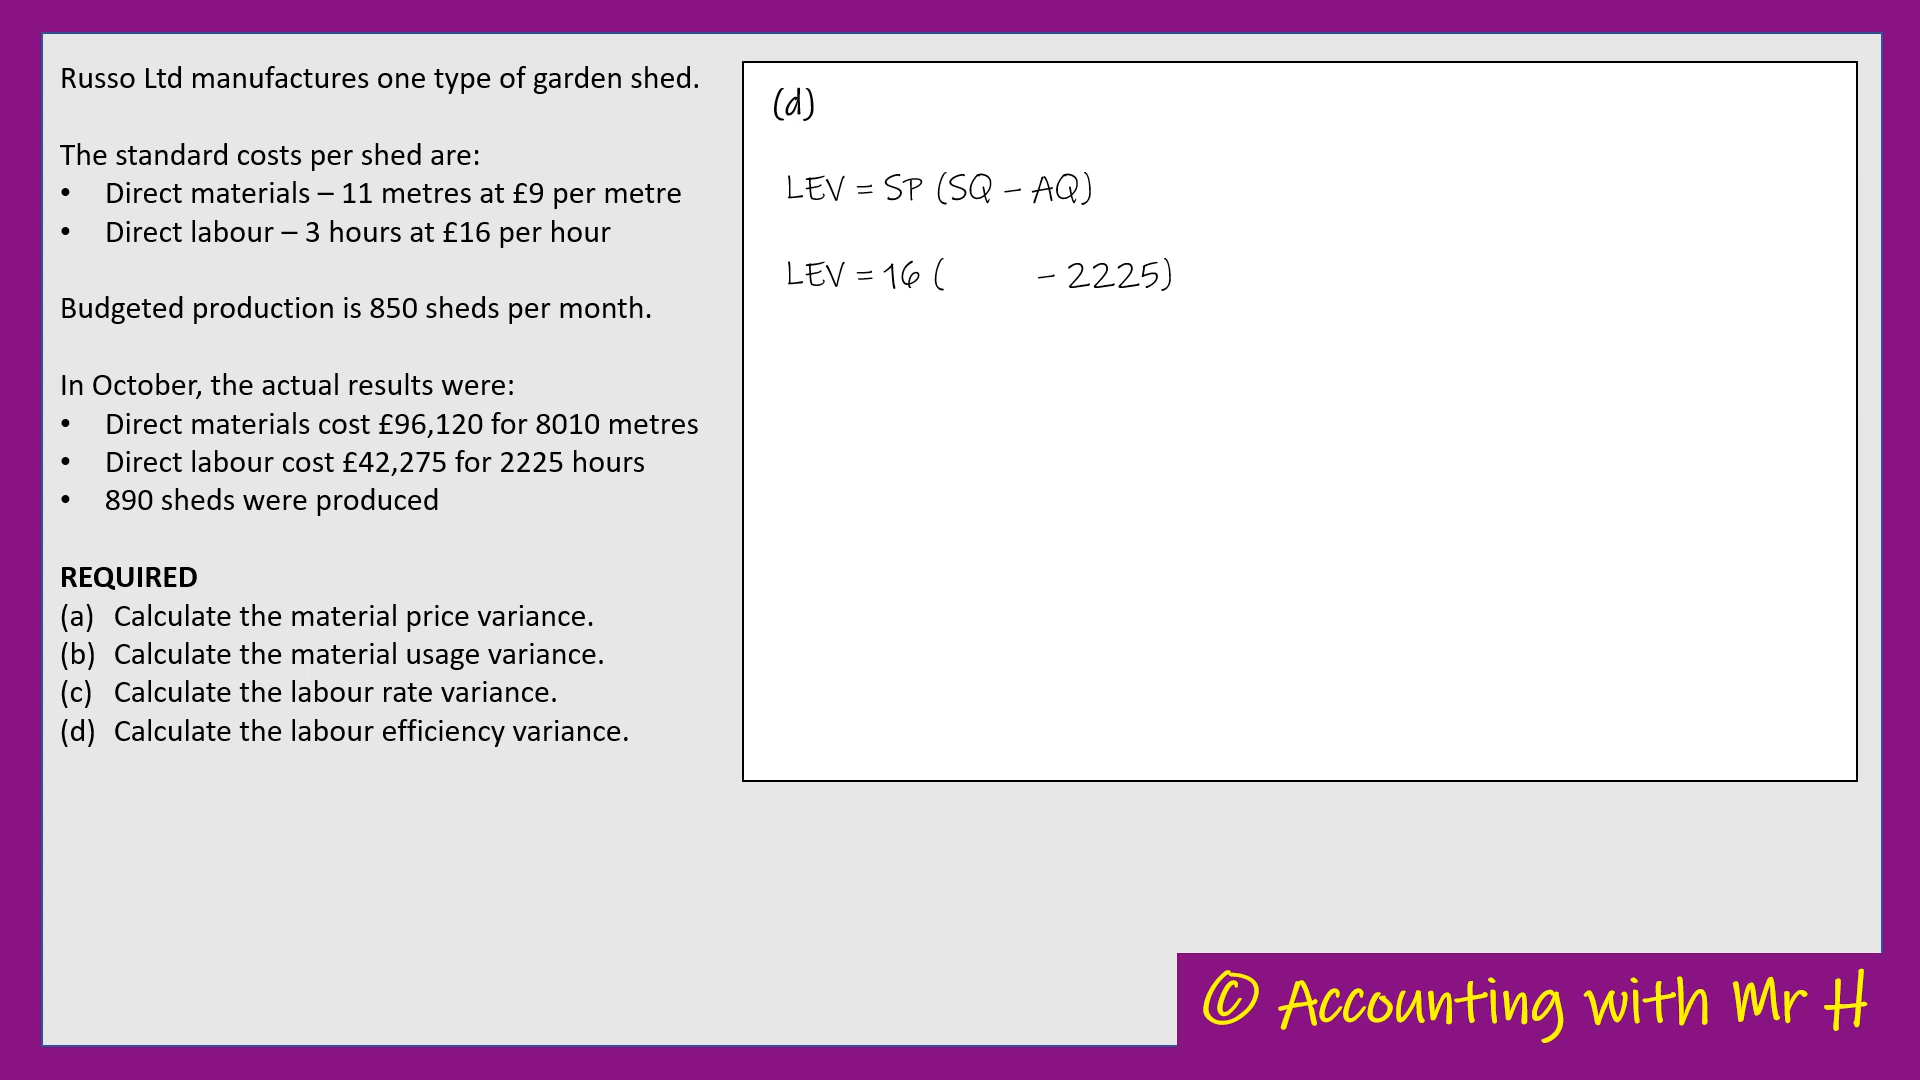 Russo Ltd manufactures one type of garden shed.
The standard costs per shed are:
• Direct materials – 11 metres at £9 per metre
• Direct labour – 3 hours at £16 per hour
Budgeted production is 850 sheds per month.
In October, the actual results were:
• Direct materials cost £96,120 for 8010 metres
• Direct labour cost £42,275 for 2225 hours
• 890 sheds were produced
REQUIRED
(a) Calculate the material price variance.
(b) Calculate the material usage variance.
(c) Calculate the labour rate variance.
(d) Calculate the labour efficiency variance.
(d)
LEV = SP (SQ – AQ)
LEV = 16 ( – 2225)
© Accounting with Mr H